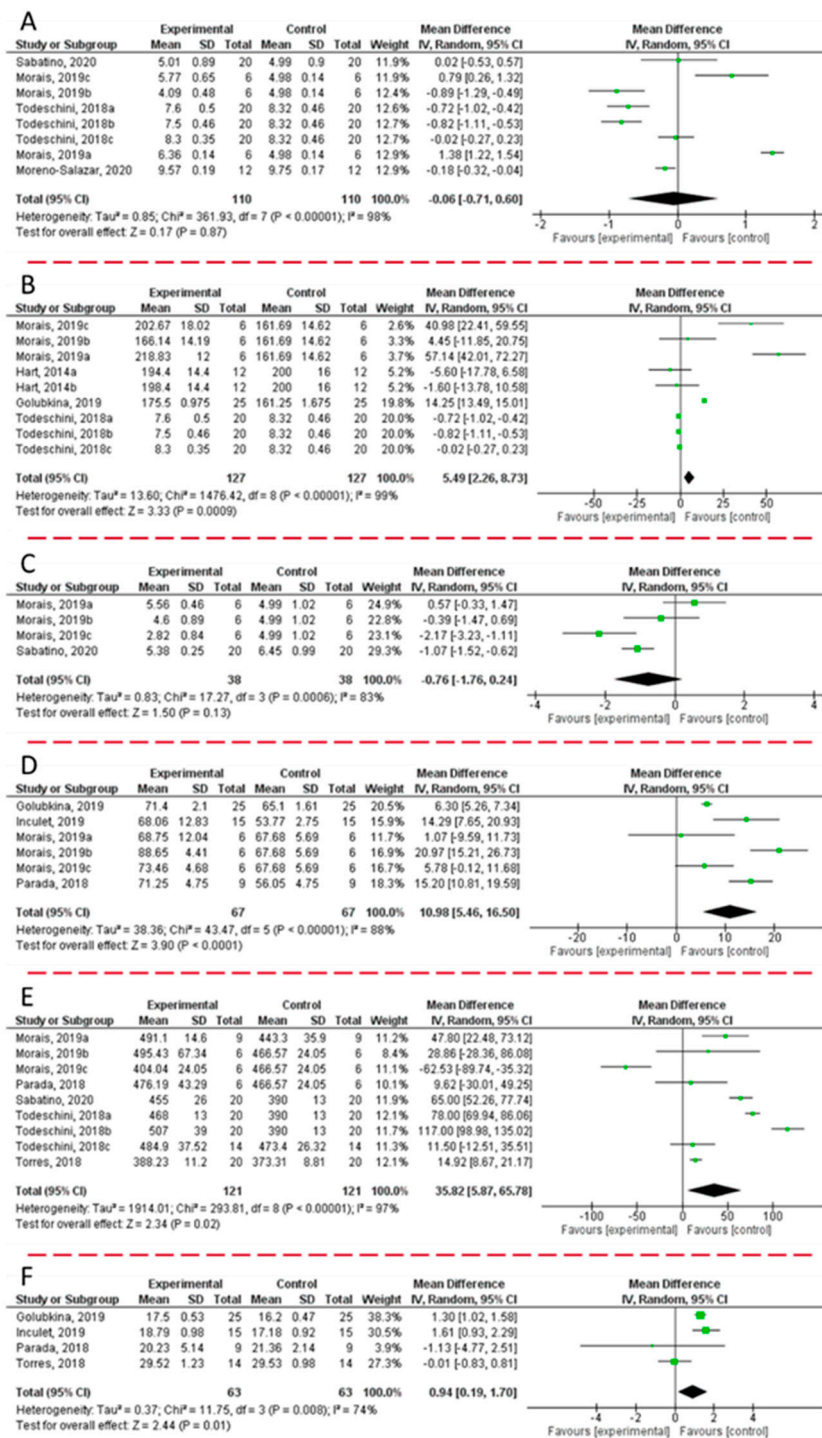 A
Experimental Control Mean Difference Mean Difference
Study or Subgroup Mean SD Total Mean SD Total Weight IV, Random, 95% CI IV, Random, 95% CI
Sabatino, 2020 5.01 0.89 20 4.99 0.9 20 11.9% 0.02 [-0.53, 0.57]
Morais, 2019c 5.77 0.65 6 4.98 0.14 6 11.9% 0.79 [0.26, 1.32]
Morais, 2019b 4.09 0.48 6 4.98 0.14 6 12.4% -0.89 [-1.29, -0.49]
Todeschini, 2018a 7.6 0.5 20 8.32 0.46 20 12.7% -0.72 [-1.02, -0.42]
Todeschini, 2018b 7.5 0.46 20 8.32 0.46 20 12.7% -0.82 [-1.11, -0.53]
Todeschini, 2018c 8.3 0.35 20 8.32 0.46 20 12.7% -0.02 [-0.27, 0.23]
Morais, 2019a 6.36 0.14 6 4.98 0.14 6 12.9% 1.38 [1.22, 1.54]
Moreno-Salazar, 2020 9.57 0.19 12 9.75 0.17 12 12.9% -0.18 [-0.32, -0.04]
Total (95% CI) 110 110 100.0% -0.06 [-0.71, 0.60]
Heterogeneity: Tau² = 0.85; Chi² = 361.93, df = 7 (P < 0.00001); I² = 98%
Test for overall effect: Z = 0.17 (P = 0.87)
-2 -1 0 1 2
Favours [experimental] Favours [control]
B
Experimental Control Mean Difference Mean Difference
Study or Subgroup Mean SD Total Mean SD Total Weight IV, Random, 95% CI IV, Random, 95% CI
Morais, 2019c 202.67 18.02 6 161.69 14.62 6 2.6% 40.98 [22.41, 59.55]
Morais, 2019b 166.14 14.19 6 161.69 14.62 6 3.3% 4.45 [-11.85, 20.75]
Morais, 2019a 218.83 12 6 161.69 14.62 6 3.7% 57.14 [42.01, 72.27]
Hart, 2014a 194.4 14.4 12 200 16 12 5.2% -5.60 [-17.78, 6.58]
Hart, 2014b 198.4 14.4 12 200 16 12 5.2% -1.60 [-13.78, 10.58]
Golubkina, 2019 175.5 0.975 25 161.25 1.675 25 19.8% 14.25 [13.49, 15.01]
Todeschini, 2018a 7.6 0.5 20 8.32 0.46 20 20.0% -0.72 [-1.02, -0.42]
Todeschini, 2018b 7.5 0.46 20 8.32 0.46 20 20.0% -0.82 [-1.11, -0.53]
Todeschini, 2018c 8.3 0.35 20 8.32 0.46 20 20.0% -0.02 [-0.27, 0.23]
Total (95% CI) 127 127 100.0% 5.49 [2.26, 8.73]
Heterogeneity: Tau² = 13.60; Chi² = 1476.42, df = 8 (P < 0.00001); I² = 99%
Test for overall effect: Z = 3.33 (P = 0.0009)
-50 -25 0 25 50
Favours [experimental] Favours [control]
C
Experimental Control Mean Difference Mean Difference
Study or Subgroup Mean SD Total Mean SD Total Weight IV, Random, 95% CI IV, Random, 95% CI
Morais, 2019a 5.56 0.46 6 4.99 1.02 6 24.9% 0.57 [-0.33, 1.47]
Morais, 2019b 4.6 0.89 6 4.99 1.02 6 22.8% -0.39 [-1.47, 0.69]
Morais, 2019c 2.82 0.84 6 4.99 1.02 6 23.1% -2.17 [-3.23, -1.11]
Sabatino, 2020 5.38 0.25 20 6.45 0.99 20 29.3% -1.07 [-1.52, -0.62]
Total (95% CI) 38 38 100.0% -0.76 [-1.76, 0.24]
Heterogeneity: Tau² = 0.83; Chi² = 17.27, df = 3 (P = 0.0006); I² = 83%
Test for overall effect: Z = 1.50 (P = 0.13)
-4 -2 0 2 4
Favours [experimental] Favours [control]
D
Experimental Control Mean Difference Mean Difference
Study or Subgroup Mean SD Total Mean SD Total Weight IV, Random, 95% CI IV, Random, 95% CI
Golubkina, 2019 71.4 2.1 25 65.1 1.61 25 20.5% 6.30 [5.26, 7.34]
Inculet, 2019 68.06 12.83 15 53.77 2.75 15 15.9% 14.29 [7.65, 20.93]
Morais, 2019a 68.75 12.04 6 67.68 5.69 6 11.6% 1.07 [-9.59, 11.73]
Morais, 2019b 88.65 4.41 6 67.68 5.69 6 16.9% 20.97 [15.21, 26.73]
Morais, 2019c 73.46 4.68 6 67.68 5.69 6 16.7% 5.78 [-0.12, 11.68]
Parada, 2018 71.25 4.75 9 56.05 4.75 9 18.3% 15.20 [10.81, 19.59]
Total (95% CI) 67 67 100.0% 10.98 [5.46, 16.50]
Heterogeneity: Tau² = 38.36; Chi² = 43.47, df = 5 (P < 0.00001); I² = 88%
Test for overall effect: Z = 3.90 (P < 0.0001)
-20 -10 0 10 20
Favours [experimental] Favours [control]
E
Experimental Control Mean Difference Mean Difference
Study or Subgroup Mean SD Total Mean SD Total Weight IV, Random, 95% CI IV, Random, 95% CI
Morais, 2019a 491.1 14.6 9 443.3 35.9 9 11.2% 47.80 [22.48, 73.12]
Morais, 2019b 495.43 67.34 6 466.57 24.05 6 8.4% 28.86 [-28.36, 86.08]
Morais, 2019c 404.04 24.05 6 466.57 24.05 6 11.1% -62.53 [-89.74, -35.32]
Parada, 2018 476.19 43.29 6 466.57 24.05 6 10.1% 9.62 [-30.01, 49.25]
Sabatino, 2020 455 26 20 390 13 20 11.9% 65.00 [52.26, 77.74]
Todeschini, 2018a 468 13 20 390 13 20 12.1% 78.00 [69.94, 86.06]
Todeschini, 2018b 507 39 20 390 13 20 11.7% 117.00 [98.98, 135.02]
Todeschini, 2018c 484.9 37.52 14 473.4 26.32 14 11.3% 11.50 [-12.51, 35.51]
Torres, 2018 388.23 11.2 20 373.31 8.81 20 12.2% 14.92 [8.67, 21.17]
Total (95% CI) 121 121 100.0% 35.82 [5.87, 65.78]
Heterogeneity: Tau² = 1914.01; Chi² = 293.81, df = 8 (P < 0.00001); I² = 97%
Test for overall effect: Z = 2.34 (P = 0.02)
-100 -50 0 50 100
Favours [experimental] Favours [control]
F
Experimental Control Mean Difference Mean Difference
Study or Subgroup Mean SD Total Mean SD Total Weight IV, Random, 95% CI IV, Random, 95% CI
Golubkina, 2019 17.5 0.53 25 16.2 0.47 25 38.3% 1.30 [1.02, 1.58]
Inculet, 2019 18.79 0.98 15 17.18 0.92 15 30.5% 1.61 [0.93, 2.29]
Parada, 2018 20.23 5.14 9 21.36 2.14 9 3.9% -1.13 [-4.77, 2.51]
Torres, 2018 29.52 1.23 14 29.53 0.98 14 27.3% -0.01 [-0.83, 0.81]
Total (95% CI) 63 63 100.0% 0.94 [0.19, 1.70]
Heterogeneity: Tau² = 0.37; Chi² = 11.75, df = 3 (P = 0.008); I² = 74%
Test for overall effect: Z = 2.44 (P = 0.01)
-4 -2 0 2 4
Favours [experimental] Favours [control]